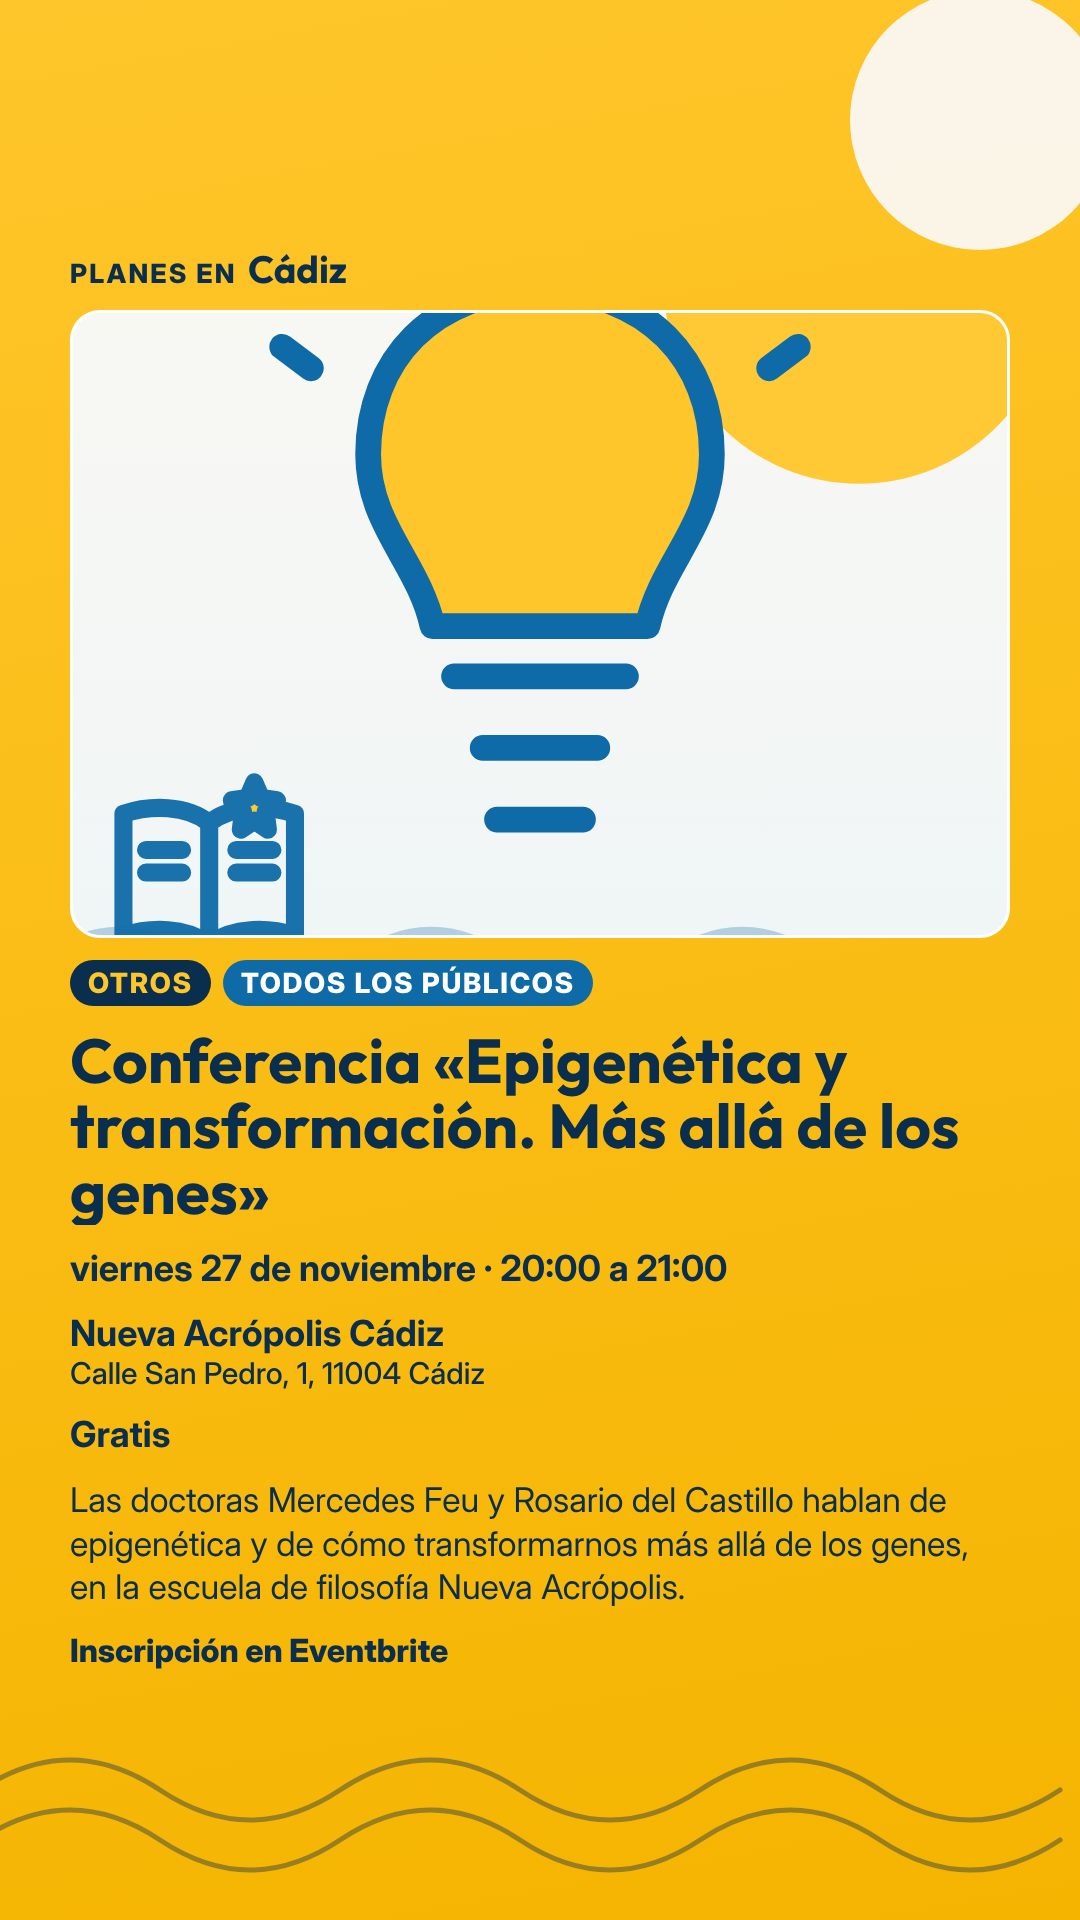 PLANES EN Cádiz
OTROS
TODOS LOS PÚBLICOS
Conferencia «Epigenética y
transformación. Más allá de los
genes»
viernes 27 de noviembre · 20:00 a 21:00
Nueva Acrópolis Cádiz
Calle San Pedro, 1, 11004 Cádiz
Gratis
Las doctoras Mercedes Feu y Rosario del Castillo hablan de
epigenética y de cómo transformarnos más allá de los genes,
en la escuela de filosofía Nueva Acrópolis.
Inscripción en Eventbrite